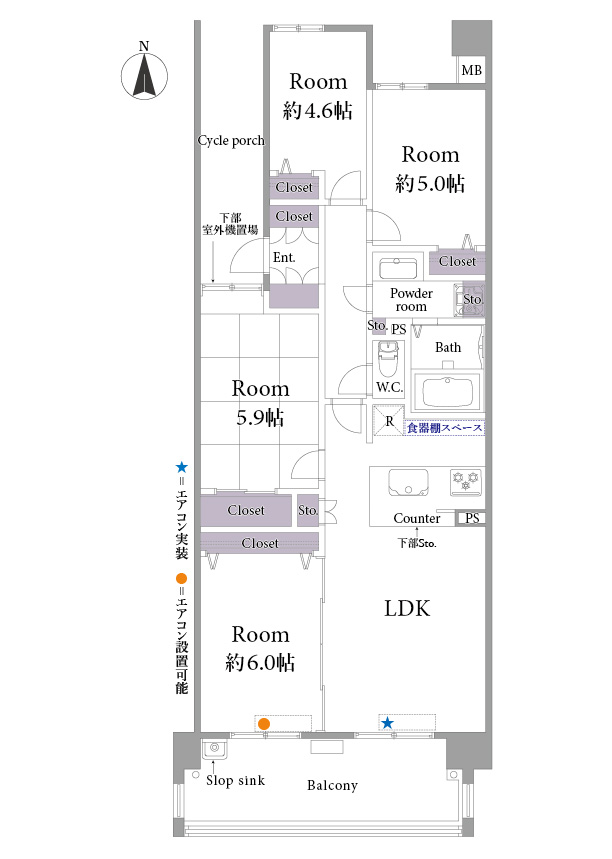 N
MB
Room
約4.6帖
Cycle porch
Room
約5.0帖
Closet
Closet
下部
室外機置場
Ent.
Closet
Powder
room
Sto.
Sto.
PS
Bath
W.C.
Room
5.9帖
R
食器棚スペース
Closet
Sto.
Counter
PS
下部Sto.
Closet
★=エアコン実装
●=エアコン設置可能
LDK
Room
約6.0帖
Slop sink
Balcony